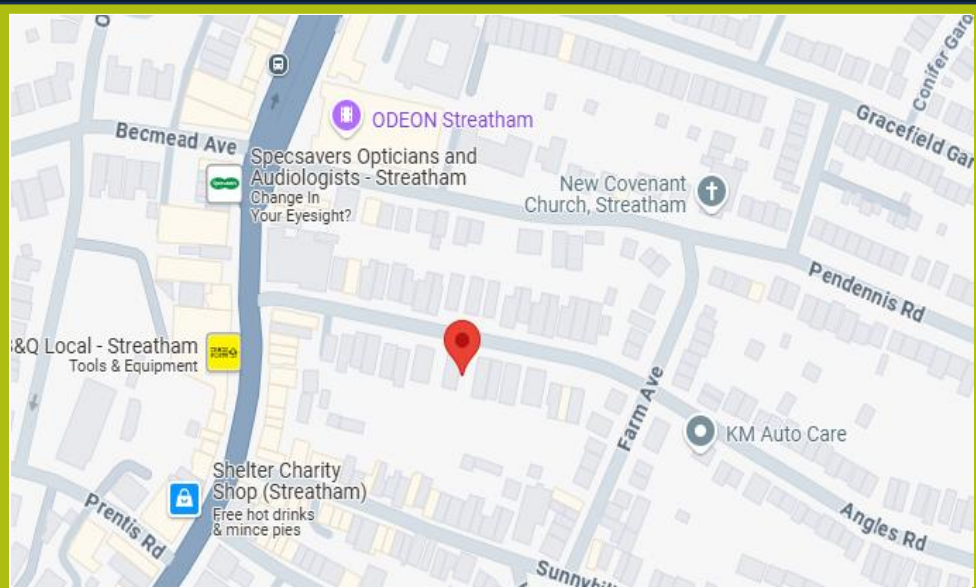 Becmead Ave
ODEON Streatham
Specsavers Opticians and
Audiologists - Streatham
Change In
Your Eyesight?
New Covenant
Church, Streatham
Conifer Gard
Gracefield Gar
Pendennis Rd
&Q Local - Streatham
Tools & Equipment
Farm Ave
KM Auto Care
Shelter Charity
Shop (Streatham)
Free hot drinks
& mince pies
Prentis Rd
Angles Rd
Sunnyhil